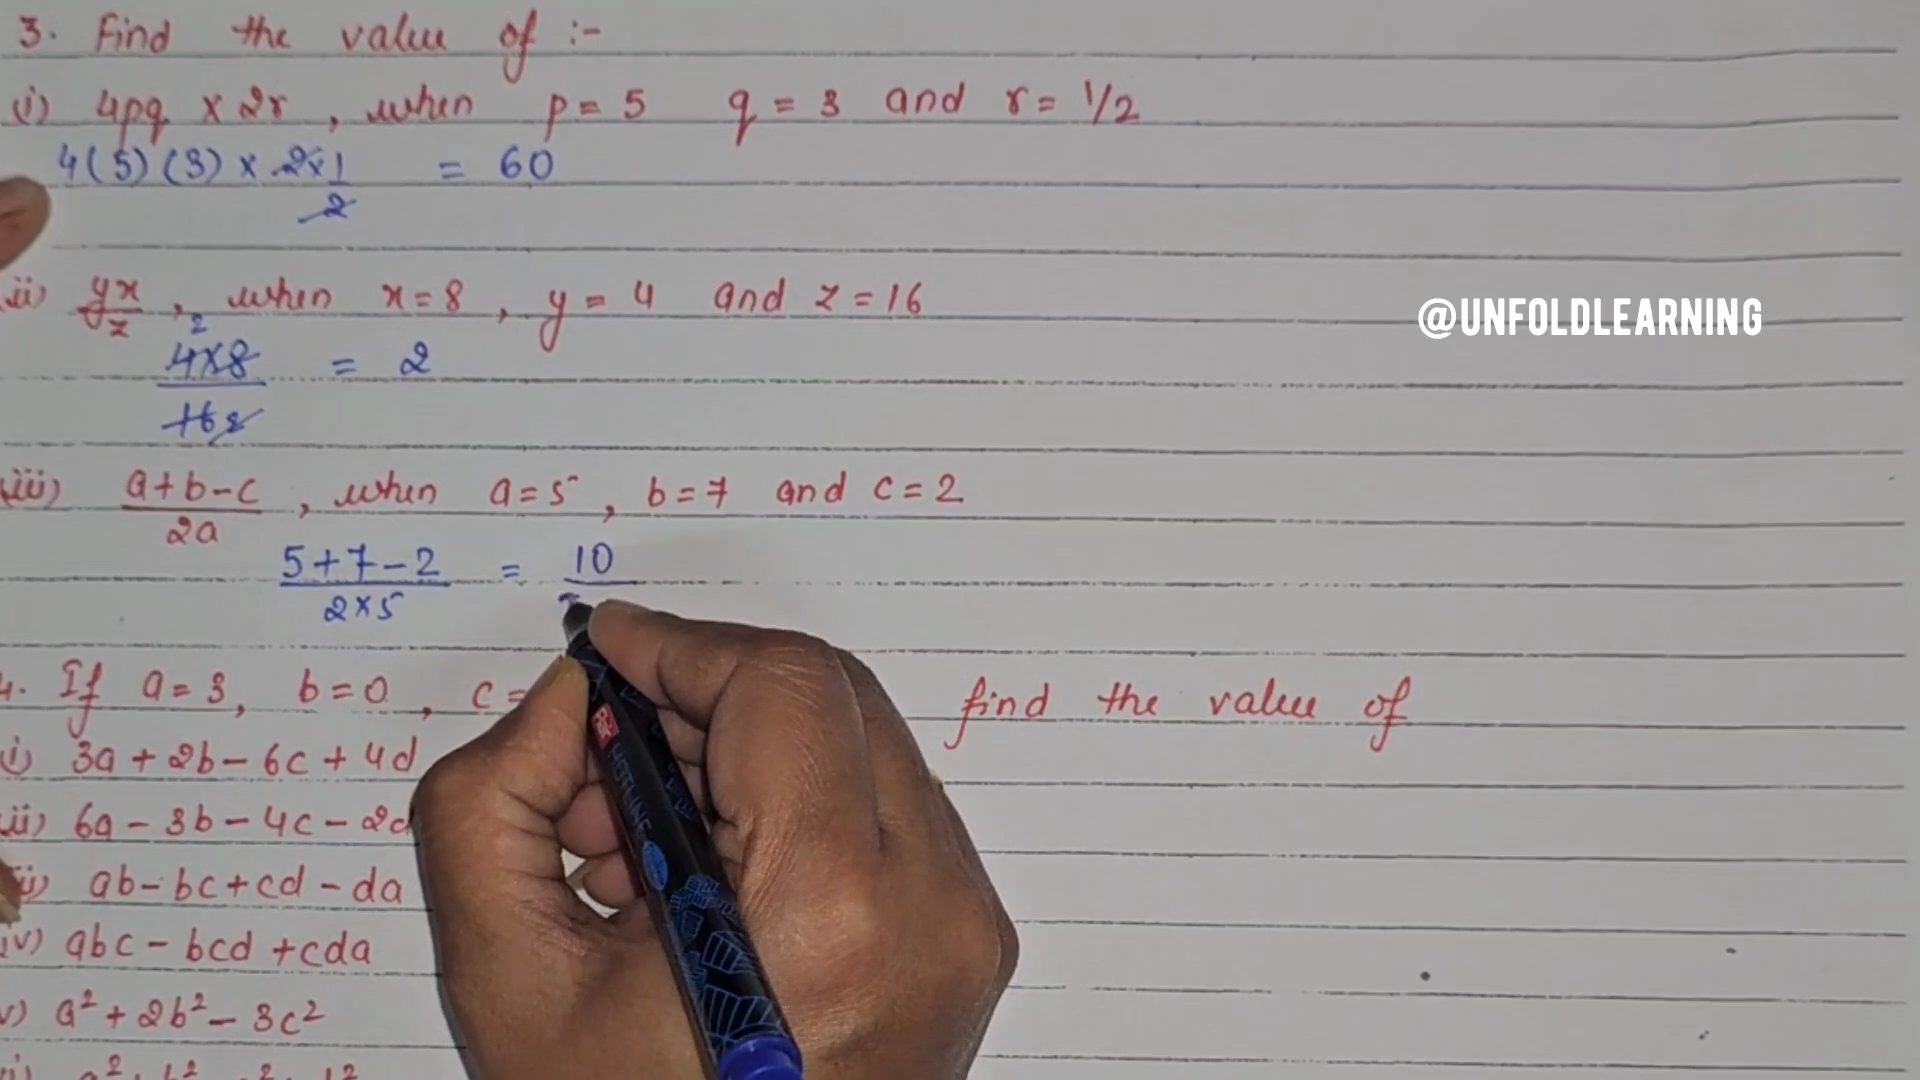 3. Find the value of :-
(i) 4pq × 2r , when p = 5 q = 3 and r = 1/2
4(5)(3) × 2×1/2 = 60
ii) yx/z , when x = 8 , y = 4 and z = 16
2
4×8/16 2 = 2
@UNFOLDLEARNING
iii) a+b-c/2a , when a = 5 , b = 7 and c = 2
5+7-2/2×5 = 10
4. If a = 3, b = 0 , c = find the value of
i) 3a + 2b - 6c + 4d
ii) 6a - 3b - 4c - 2d
ab - bc + cd - da
iv) abc - bcd + cda
v) a² + 2b² - 3c²